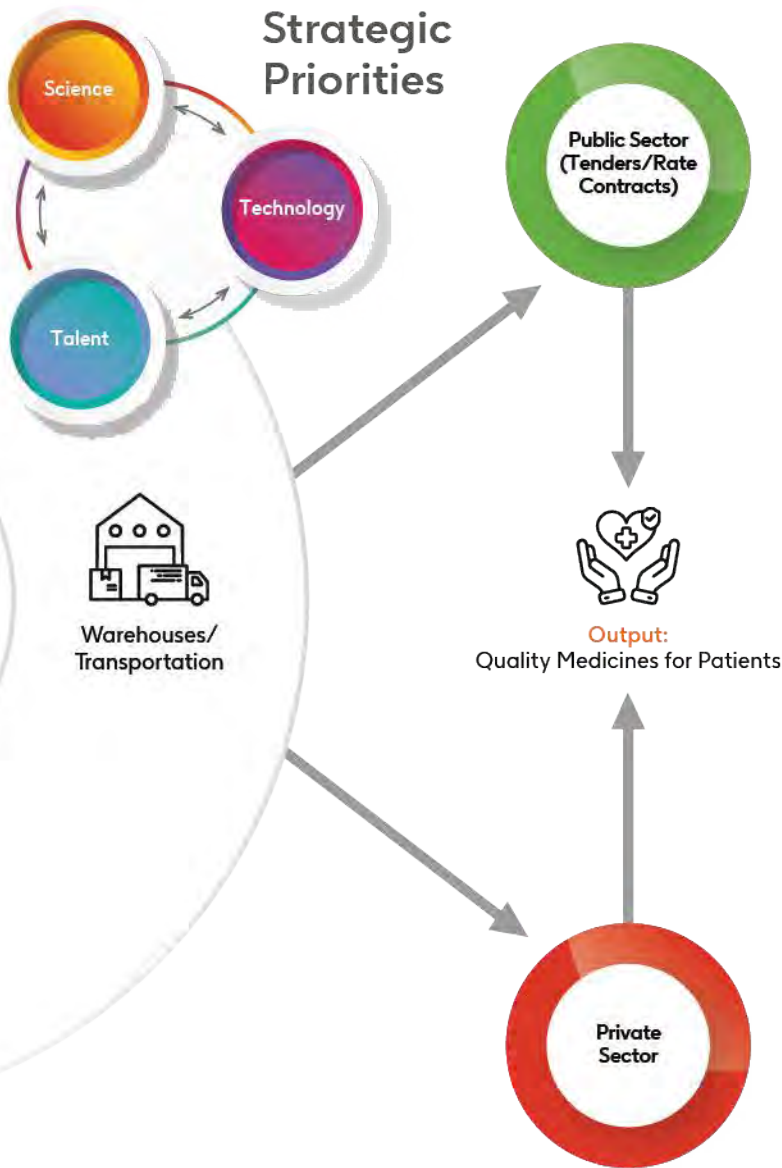 Strategic
Priorities
Science
Technology
Talent
Public Sector
(Tenders/Rate
Contracts)
Warehouses/
Transportation
Output:
Quality Medicines for Patients
Private
Sector